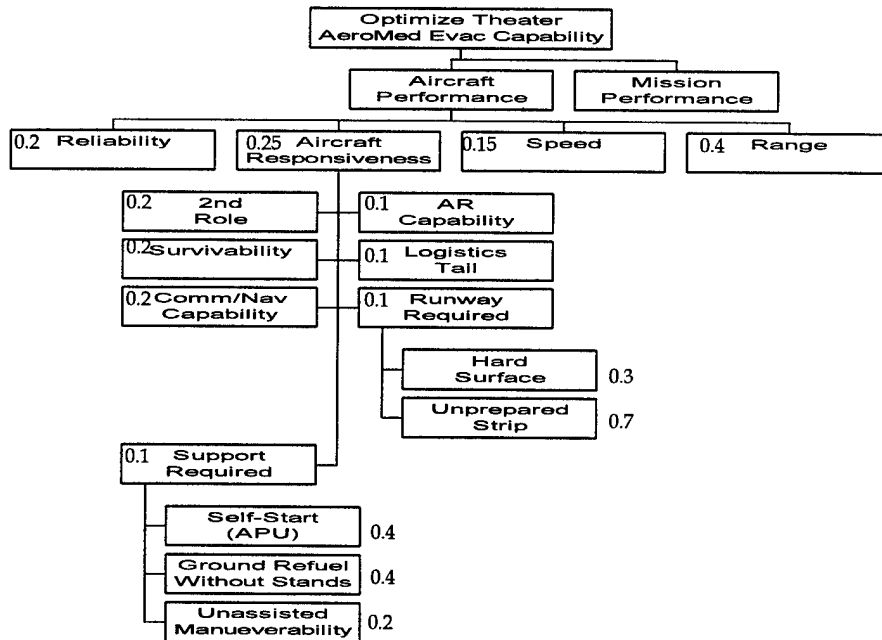 Optimize Theater
AeroMed Evac Capability
Aircraft
Performance
Mission
Performance
0.2 Reliability
0.25 Aircraft
Responsiveness
0.15 Speed
0.4 Range
0.2 2nd
Role
0.1 AR
Capability
0.2 Survivability
0.1 Logistics
Tail
0.2 Comm/Nav
Capability
0.1 Runway
Required
Hard
Surface 0.3
Unprepared
Strip 0.7
0.1 Support
Required
Self-Start
(APU) 0.4
Ground Refuel
Without Stands 0.4
Unassisted
Manueverability 0.2